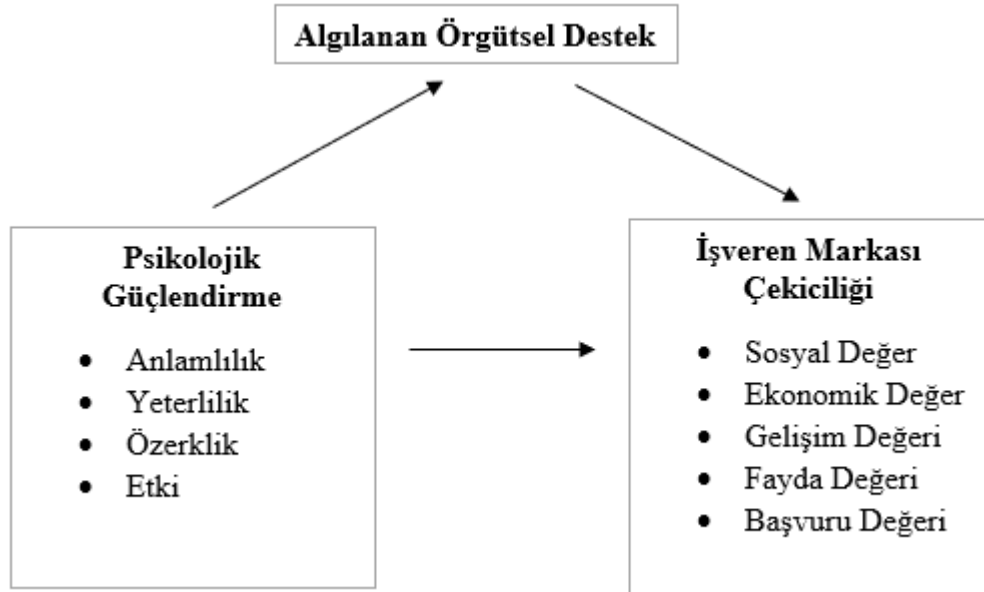 Algılanan Örgütsel Destek
Psikolojik
Güçlendirme
• Anlamlılık
• Yeterlilik
• Özerklik
• Etki
İşveren Markası
Çekiciliği
• Sosyal Değer
• Ekonomik Değer
• Gelişim Değeri
• Fayda Değeri
• Başvuru Değeri